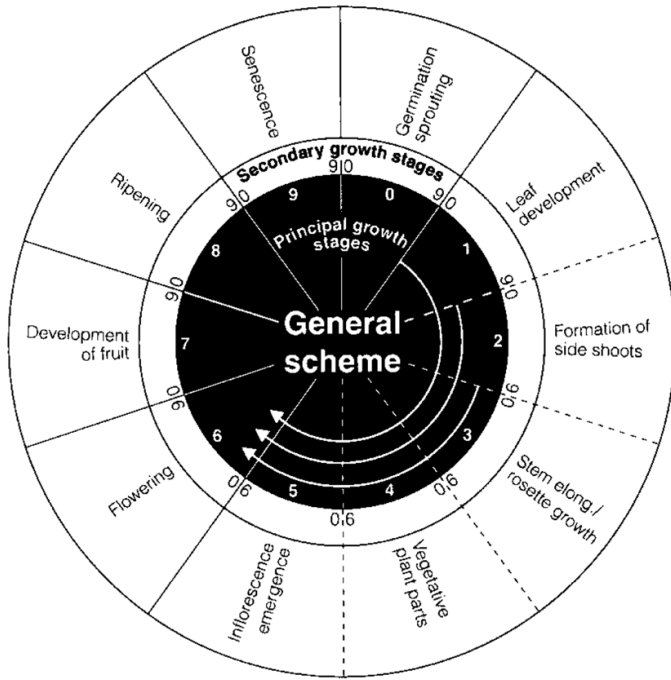 Senescence
Germination
sprouting
Ripening
Secondary growth stages
Leaf
development
9 0
9 0
9 0
9
0
8
1
Principal growth
stages
9 0
9 0
Development
of fruit
7
General
scheme
2
Formation of
side shoots
9 0
9 0
6
3
Flowering
5
4
Stem elong./
rosette growth
9 0
9 0
9 0
Inflorescence
emergence
Vegetative
plant parts